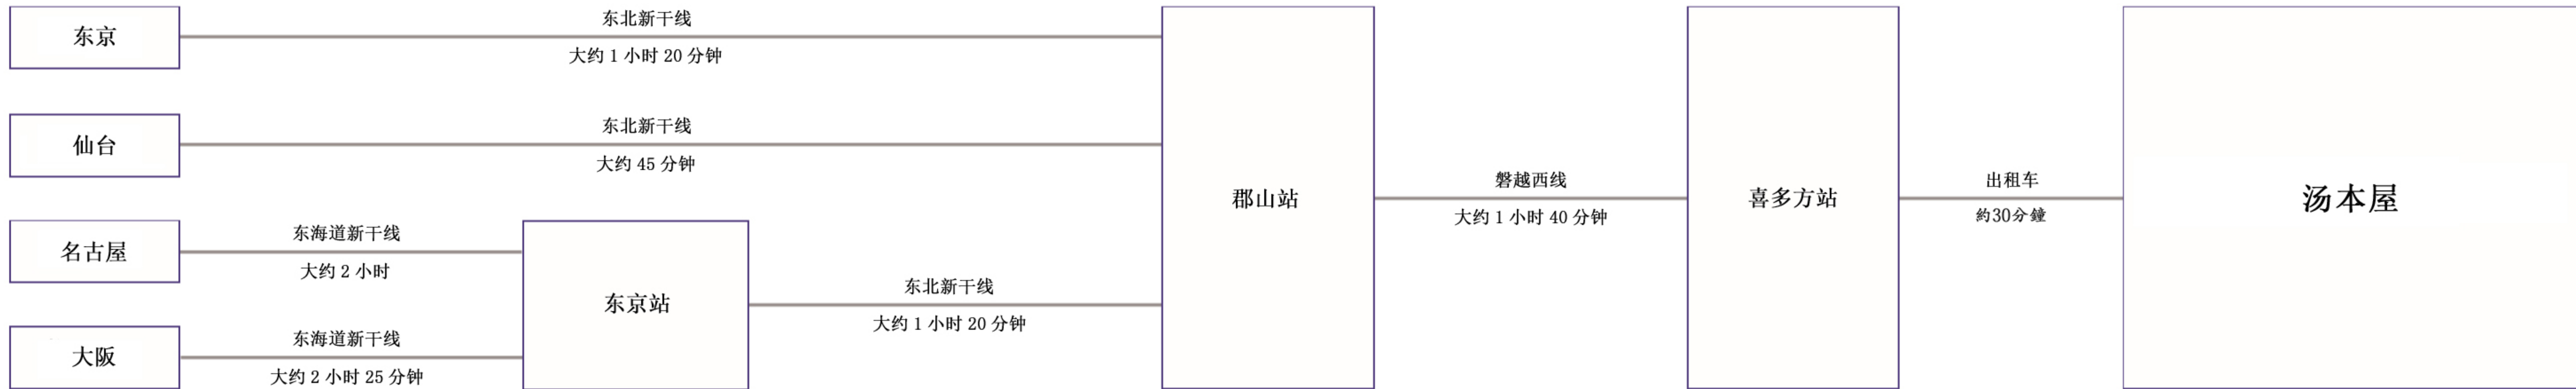 东京
东北新干线
大约 1 小时 20 分钟
仙台
东北新干线
大约 45 分钟
名古屋
东海道新干线
大约 2 小时
大阪
东海道新干线
大约 2 小时 25 分钟
东京站
东北新干线
大约 1 小时 20 分钟
郡山站
磐越西线
大约 1 小时 40 分钟
喜多方站
出租车
約30分鐘
汤本屋